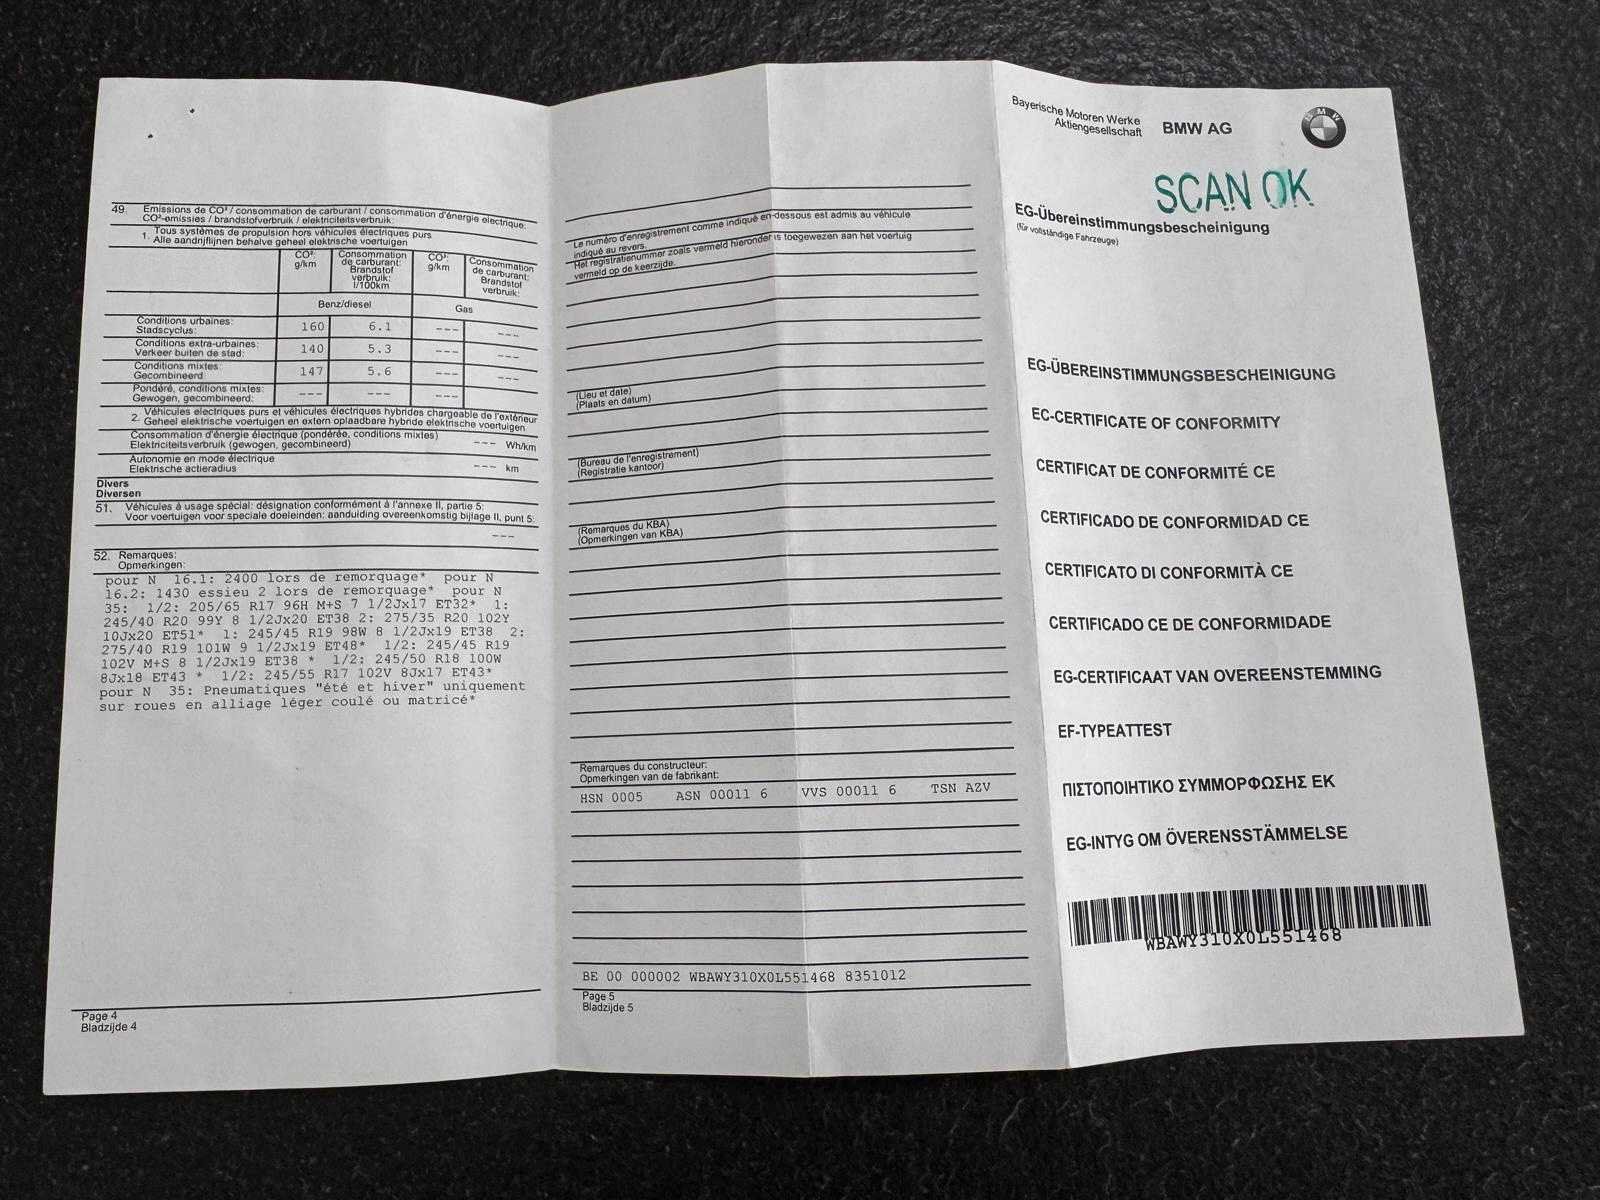 49. Emissions de CO² / consommation de carburant / consommation d'énergie électrique:
CO²-emissies / brandstofverbruik / elektriciteitsverbruik:
1. Tous systèmes de propulsion hors véhicules électriques purs
Alle aandrijflijnen behalve geheel elektrische voertuigen
CO²: g/km Consommation de carburant: Brandstof verbruik: l/100km CO²: g/km Consommation de carburant: Brandstof verbruik:
Benz/diesel Gas
Conditions urbaines:
Stadscyclus: 160 6.1 --- ---
Conditions extra-urbaines:
Verkeer buiten de stad: 140 5.3 --- ---
Conditions mixtes:
Gecombineerd 147 5.6 --- ---
Pondéré, conditions mixtes:
Gewogen, gecombineerd: --- --- --- ---
2. Véhicules électriques purs et véhicules électriques hybrides chargeable de l'extérieur
Geheel elektrische voertuigen en extern oplaadbare hybride elektrische voertuigen
Consommation d'énergie électrique (pondérée, conditions mixtes)
Elektriciteitsverbruik (gewogen, gecombineerd) --- Wh/km
Autonomie en mode électrique
Elektrische actieradius --- km
Divers
Diversen
51. Véhicules à usage spécial: désignation conformément à l'annexe II, partie 5:
Voor voertuigen voor speciale doeleinden: aanduiding overeenkomstig bijlage II, punt 5:
---
52. Remarques:
Opmerkingen:
pour N 16.1: 2400 lors de remorquage* pour N
16.2: 1430 essieu 2 lors de remorquage* pour N
35: 1/2: 205/65 R17 96H M+S 7 1/2Jx17 ET32* 1:
245/40 R20 99Y 8 1/2Jx20 ET38 2: 275/35 R20 102Y
10Jx20 ET51* 1: 245/45 R19 98W 8 1/2Jx19 ET38 2:
275/40 R19 101W 9 1/2Jx19 ET48* 1/2: 245/45 R19
102V M+S 8 1/2Jx19 ET38 * 1/2: 245/50 R18 100W
8Jx18 ET43 * 1/2: 245/55 R17 102V 8Jx17 ET43*
pour N 35: Pneumatiques "été et hiver" uniquement
sur roues en alliage léger coulé ou matricé*
Page 4
Bladzijde 4
Le numéro d'enregistrement comme indiqué en-dessous est admis au véhicule
indiqué au revers.
Het registratienummer zoals vermeld hieronder is toegewezen aan het voertuig
vermeld op de keerzijde.
(Lieu et date)
(Plaats en datum)
(Bureau de l'enregistrement)
(Registratie kantoor)
(Remarques du KBA)
(Opmerkingen van KBA)
Remarques du constructeur:
Opmerkingen van de fabrikant:
HSN 0005 ASN 00011 6 VVS 00011 6 TSN AZV
BE 00 000002 WBAWY310X0L551468 8351012
Page 5
Bladzijde 5
Bayerische Motoren Werke
Aktiengesellschaft BMW AG
BMW
SCAN OK
EG-Übereinstimmungsbescheinigung
(für vollständige Fahrzeuge)
EG-ÜBEREINSTIMMUNGSBESCHEINIGUNG
EC-CERTIFICATE OF CONFORMITY
CERTIFICAT DE CONFORMITÉ CE
CERTIFICADO DE CONFORMIDAD CE
CERTIFICATO DI CONFORMITÀ CE
CERTIFICADO CE DE CONFORMIDADE
EG-CERTIFICAAT VAN OVEREENSTEMMING
EF-TYPEATTEST
ΠΙΣΤΟΠΟΙΗΤΙΚΟ ΣΥΜΜΟΡΦΩΣΗΣ ΕΚ
EG-INTYG OM ÖVERENSSTÄMMELSE
WBAWY310X0L551468